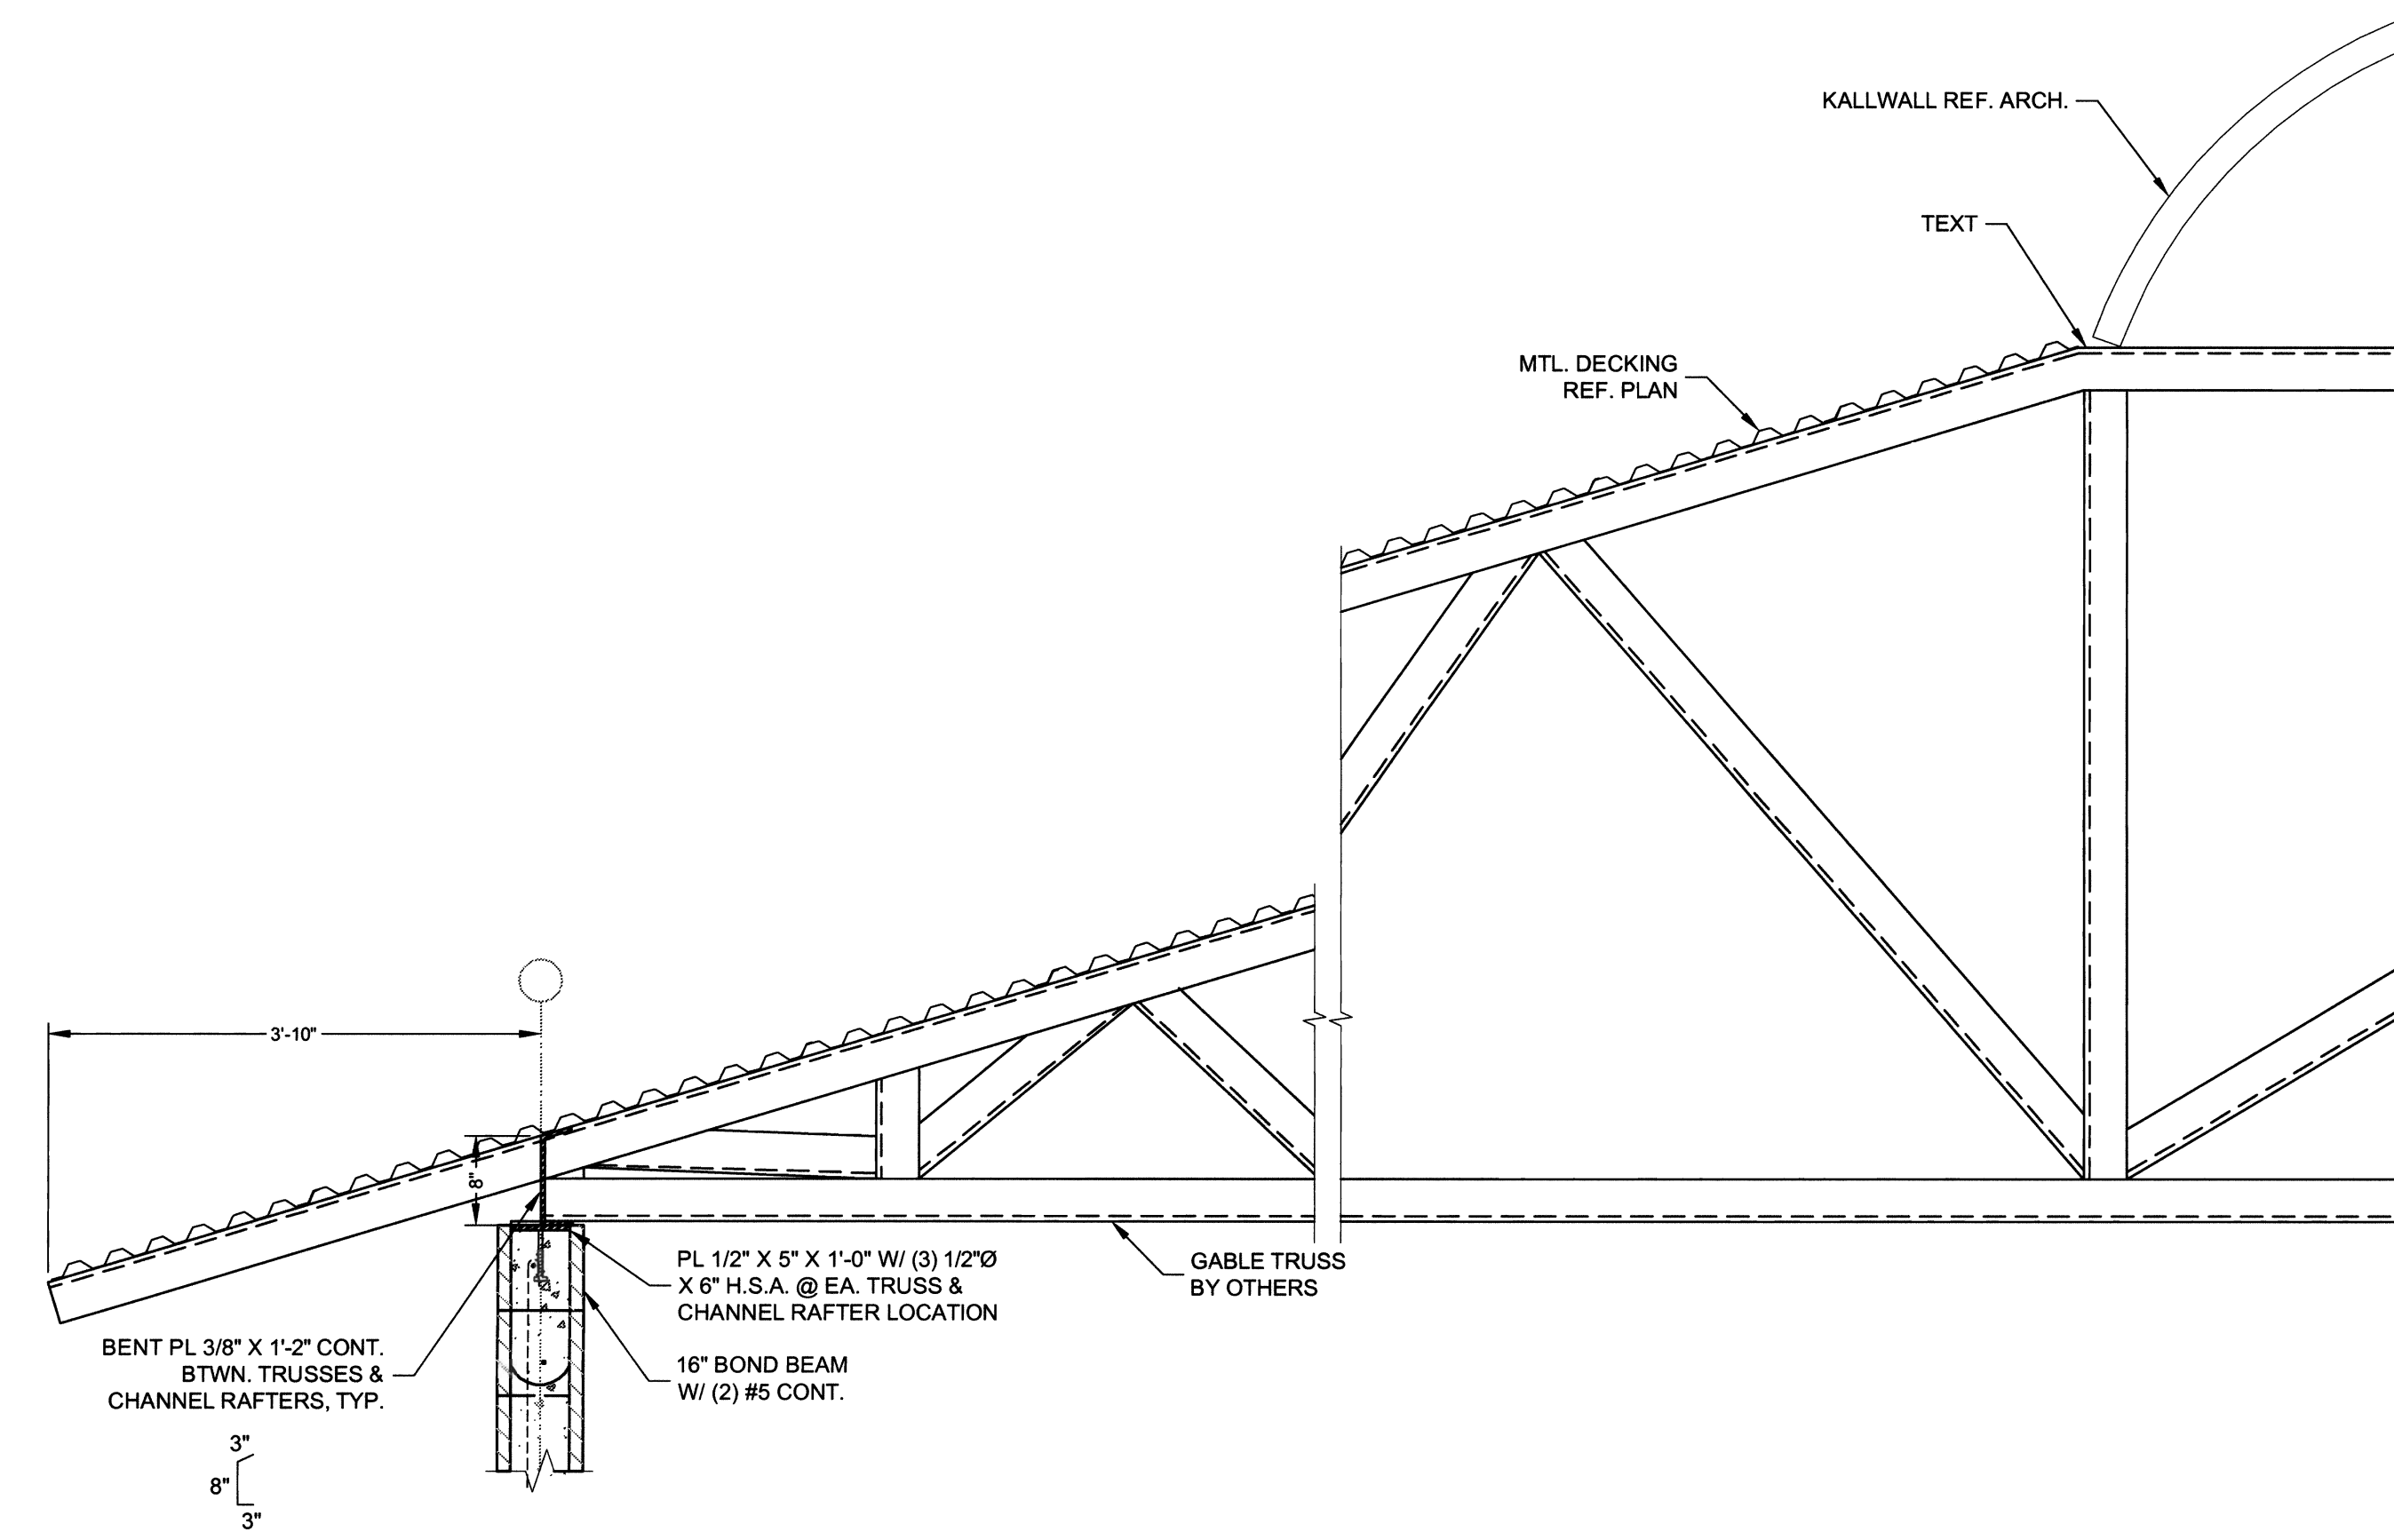 KALLWALL REF. ARCH.
TEXT
MTL. DECKING
REF. PLAN
3'-10"
8"
GABLE TRUSS
BY OTHERS
PL 1/2" X 5" X 1'-0" W/ (3) 1/2"Ø
X 6" H.S.A. @ EA. TRUSS &
CHANNEL RAFTER LOCATION
BENT PL 3/8" X 1'-2" CONT.
BTWN. TRUSSES &
CHANNEL RAFTERS, TYP.
16" BOND BEAM
W/ (2) #5 CONT.
3"
8"
3"